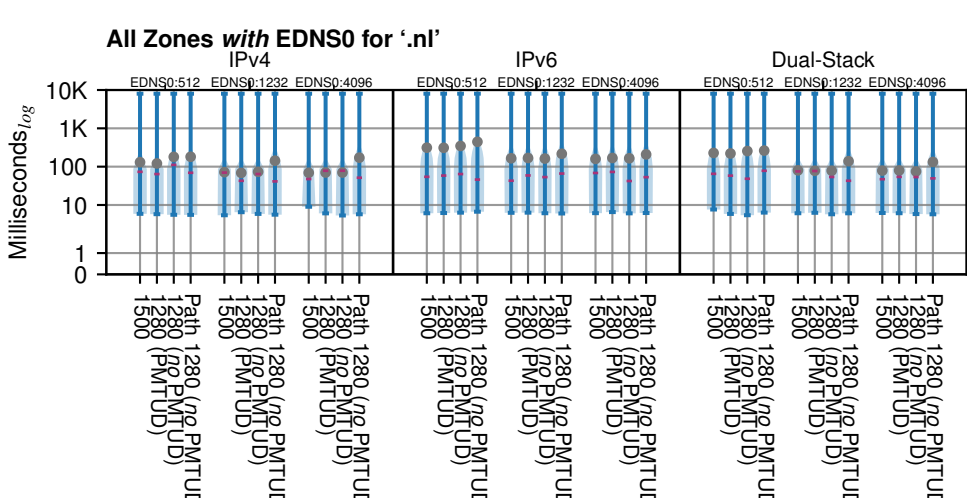 All Zones with EDNS0 for ‘.nl’
IPv4 IPv6 Dual-Stack
EDNS0:512 EDNS0:1232 EDNS0:4096 EDNS0:512 EDNS0:1232 EDNS0:4096 EDNS0:512 EDNS0:1232 EDNS0:4096
Milliseconds log
10K
1K
100
10
1
0
1500
1280 (PMTUD)
1280 (no PMTUD)
Path 1280 (no PMTUD
1500
1280 (PMTUD)
1280 (no PMTUD)
Path 1280 (no PMTUD
1500
1280 (PMTUD)
1280 (no PMTUD)
Path 1280 (no PMTUD
1500
1280 (PMTUD)
1280 (no PMTUD)
Path 1280 (no PMTUD
1500
1280 (PMTUD)
1280 (no PMTUD)
Path 1280 (no PMTUD
1500
1280 (PMTUD)
1280 (no PMTUD)
Path 1280 (no PMTUD
1500
1280 (PMTUD)
1280 (no PMTUD)
Path 1280 (no PMTUD
1500
1280 (PMTUD)
1280 (no PMTUD)
Path 1280 (no PMTUD
1500
1280 (PMTUD)
1280 (no PMTUD)
Path 1280 (no PMTUD